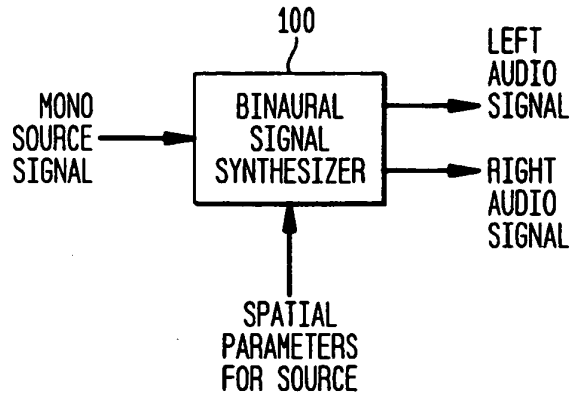 100
MONO
SOURCE
SIGNAL
BINAURAL
SIGNAL
SYNTHESIZER
LEFT
AUDIO
SIGNAL
RIGHT
AUDIO
SIGNAL
SPATIAL
PARAMETERS
FOR SOURCE